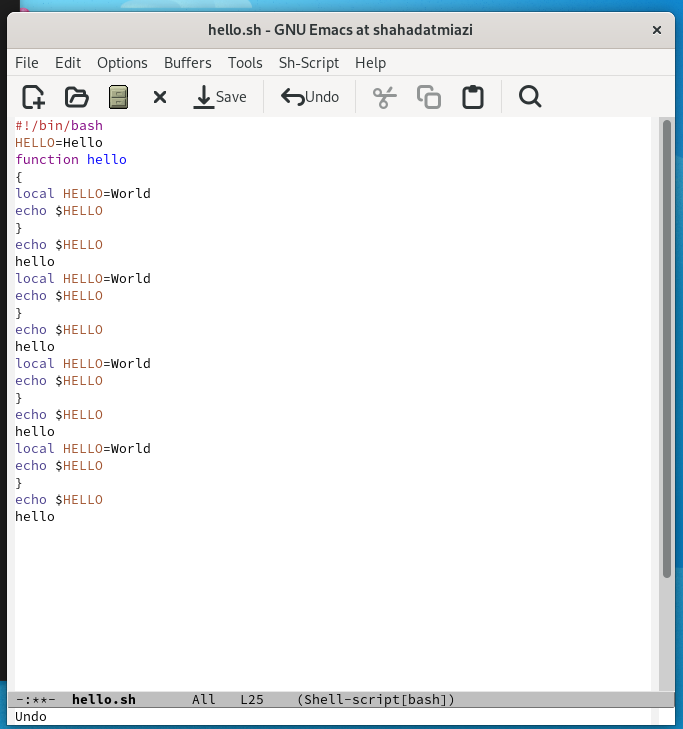 hello.sh - GNU Emacs at shahadatmiazi
File Edit Options Buffers Tools Sh-Script Help
Save Undo
#!/bin/bash
HELLO=Hello
function hello
{
local HELLO=World
echo $HELLO
}
echo $HELLO
hello
local HELLO=World
echo $HELLO
}
echo $HELLO
hello
local HELLO=World
echo $HELLO
}
echo $HELLO
hello
local HELLO=World
echo $HELLO
}
echo $HELLO
hello
-:**- hello.sh All L25 (Shell-script[bash])
Undo